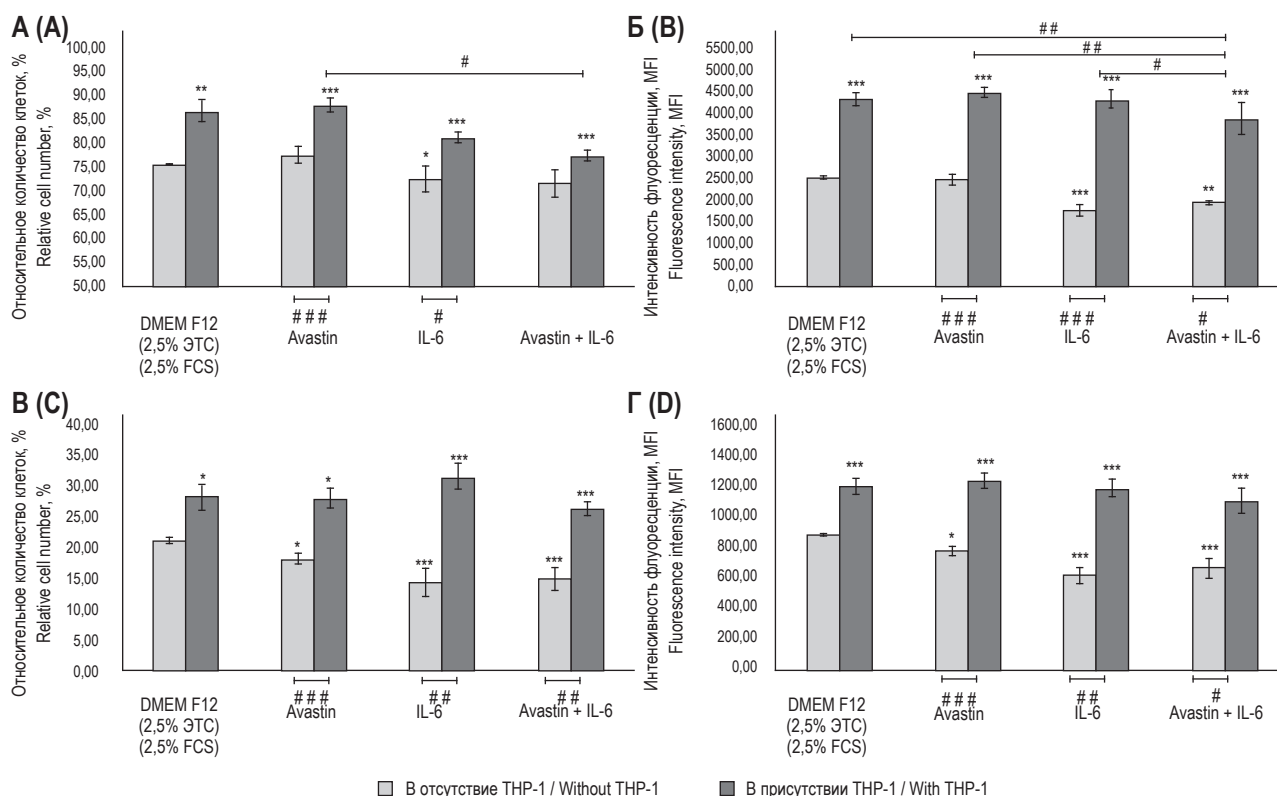 А (A)
Относительное количество клеток, %
Relative cell number, %
100,00
95,00
90,00
85,00
80,00
75,00
70,00
65,00
60,00
55,00
50,00
**
***
*
***
***
#
DMEM F12
(2,5% ЭТС)
(2,5% FCS)
# # #
Avastin
#
IL-6
Avastin + IL-6
Б (B)
Интенсивность флуоресценции, MFI
Fluorescence intensity, MFI
5500,00
5000,00
4500,00
4000,00
3500,00
3000,00
2500,00
2000,00
1500,00
1000,00
500,00
0,00
# #
# #
#
***
***
***
***
***
**
DMEM F12
(2,5% ЭТС)
(2,5% FCS)
# # #
Avastin
# # #
IL-6
#
Avastin + IL-6
В (C)
Относительное количество клеток, %
Relative cell number, %
40,00
35,00
30,00
25,00
20,00
15,00
10,00
5,00
0,00
*
*
*
***
***
***
***
DMEM F12
(2,5% ЭТС)
(2,5% FCS)
# # #
Avastin
# #
IL-6
# #
Avastin + IL-6
Г (D)
Интенсивность флуоресценции, MFI
Fluorescence intensity, MFI
1600,00
1400,00
1200,00
1000,00
800,00
600,00
400,00
200,00
0,00
***
*
***
***
***
***
***
DMEM F12
(2,5% ЭТС)
(2,5% FCS)
# # #
Avastin
# #
IL-6
#
Avastin + IL-6
В отсутствие THP-1 / Without THP-1
В присутствии THP-1 / With THP-1